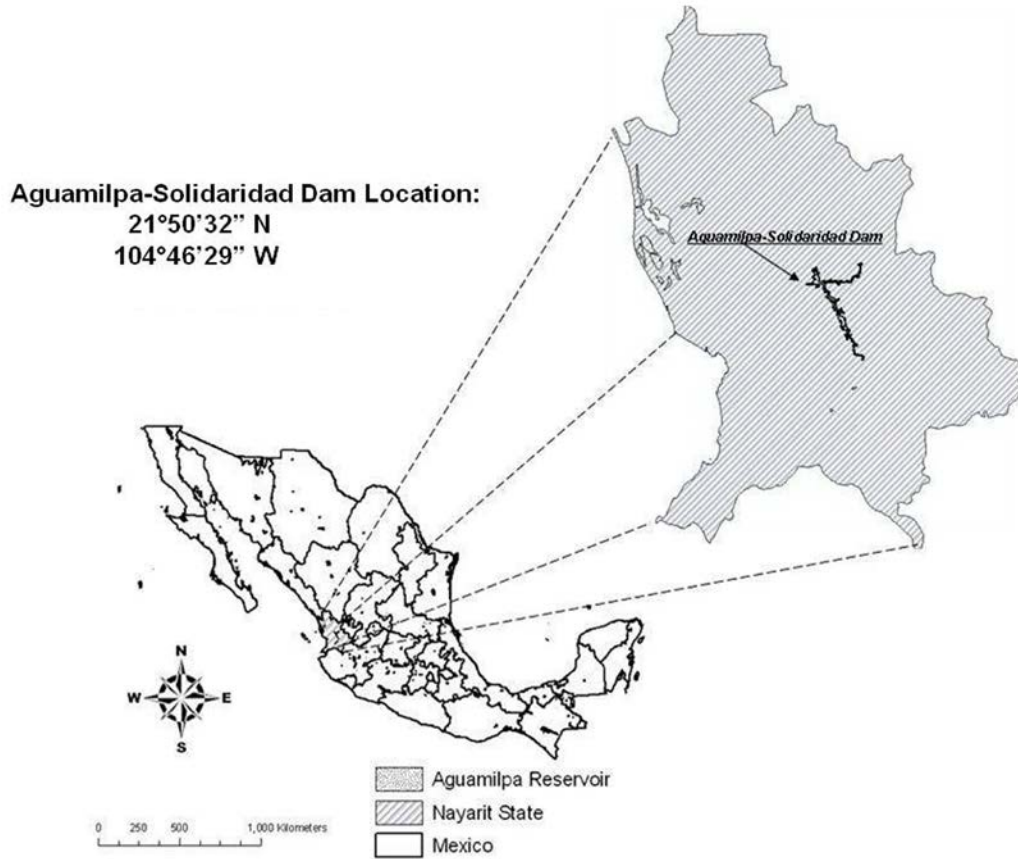 Aguamilpa-Solidaridad Dam Location:
21°50’32” N
104°46’29” W
Aguamilpa-Solidaridad Dam
N
W
E
S
Aguamilpa Reservoir
Nayarit State
Mexico
0 250 500 1,000 Kilometers